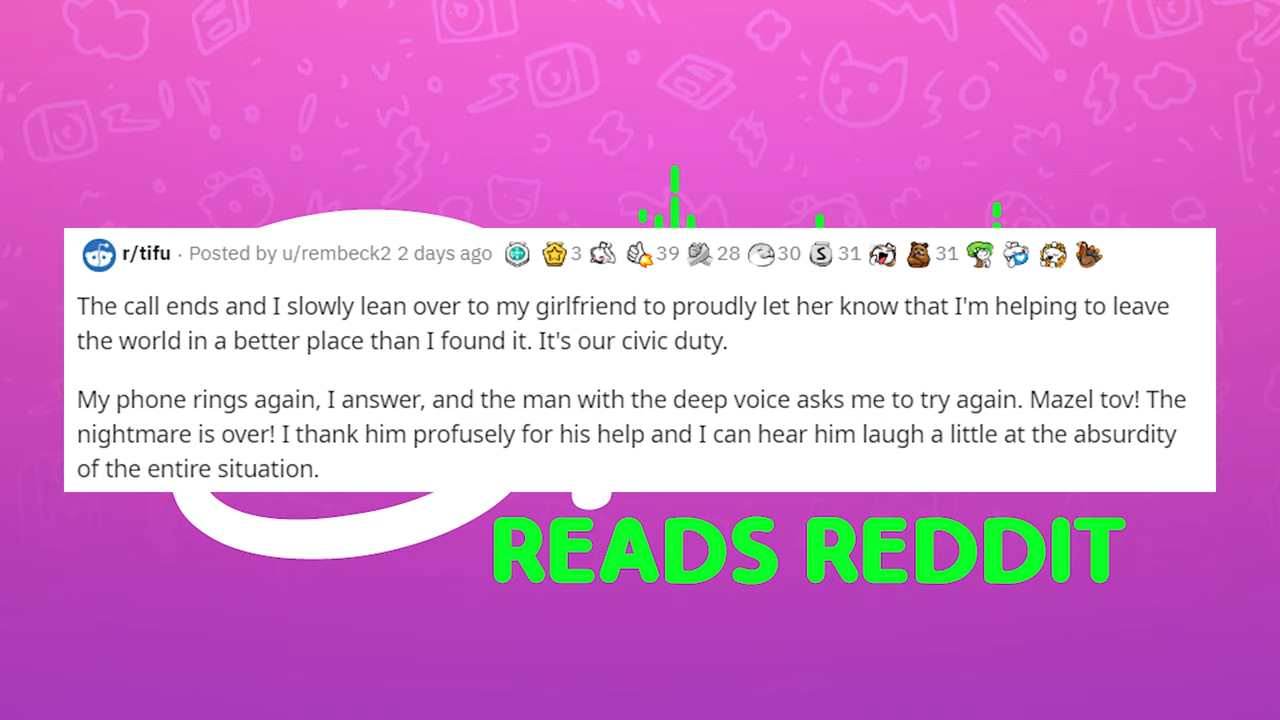 r/tifu · Posted by u/rembeck2 2 days ago 3 39 28 30 S 31 31
The call ends and I slowly lean over to my girlfriend to proudly let her know that I'm helping to leave
the world in a better place than I found it. It's our civic duty.
My phone rings again, I answer, and the man with the deep voice asks me to try again. Mazel tov! The
nightmare is over! I thank him profusely for his help and I can hear him laugh a little at the absurdity
of the entire situation.
READS REDDIT